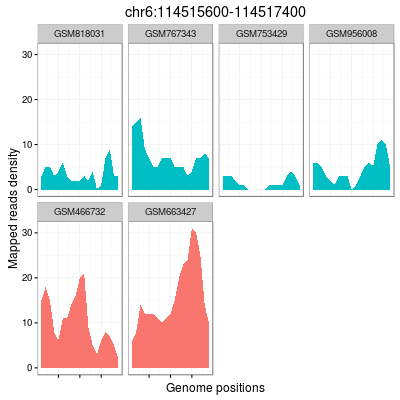 chr6:114515600-114517400
GSM818031 GSM767343 GSM753429 GSM956008
30
20
10
0
GSM466732 GSM663427
30
20
10
0
Mapped reads density
Genome positions